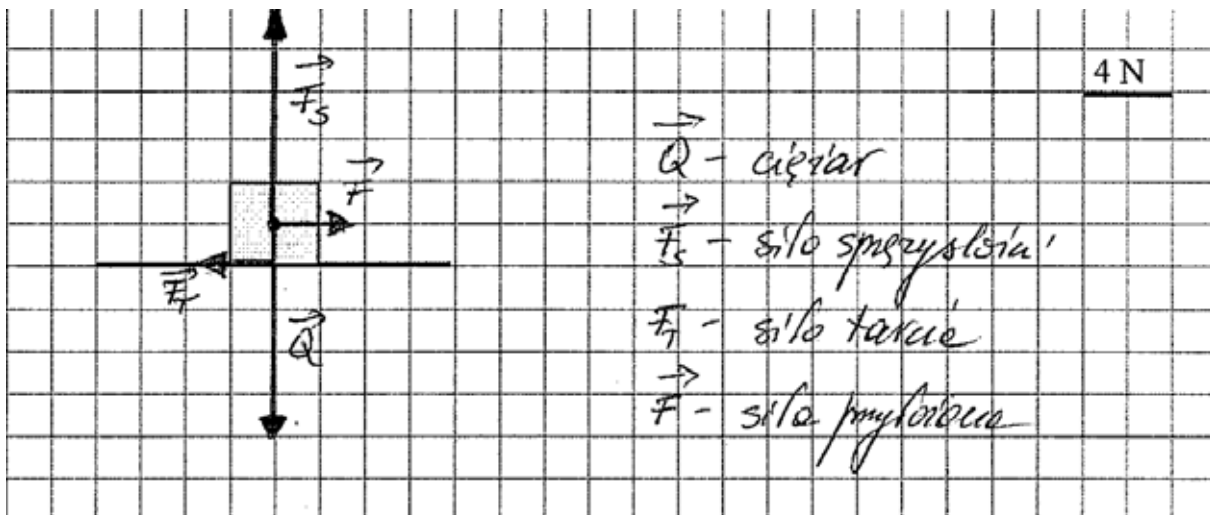 4 N
F_S
F
F_T
Q
Q - ciężar
F_s - siła sprężystości
F_T - siła tarcia
F - siła przyłożona